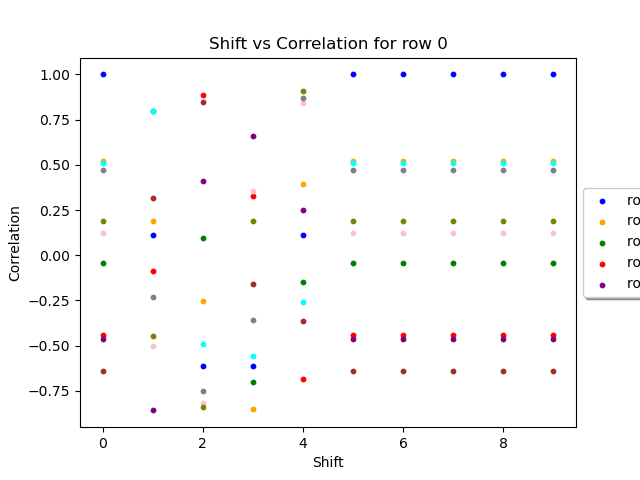 Shift vs Correlation for row 0
Correlation
1.00
0.75
0.50
0.25
0.00
−0.25
−0.50
−0.75
0 2 4 6 8
Shift
ro
ro
ro
ro
ro